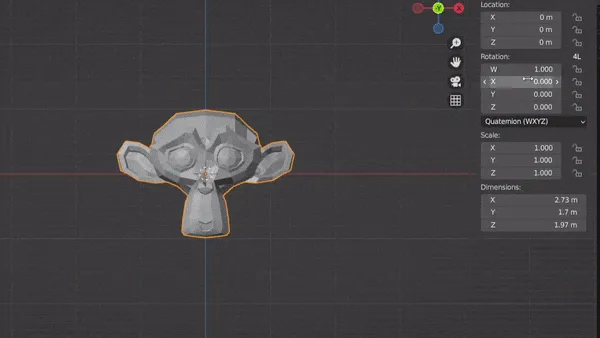 Location:
X 0 m
Y 0 m
Z 0 m
Rotation: 4L
W 1.000
X 0.000
Y 0.000
Z 0.000
Quaternion (WXYZ)
Scale:
X 1.000
Y 1.000
Z 1.000
Dimensions:
X 2.73 m
Y 1.7 m
Z 1.97 m